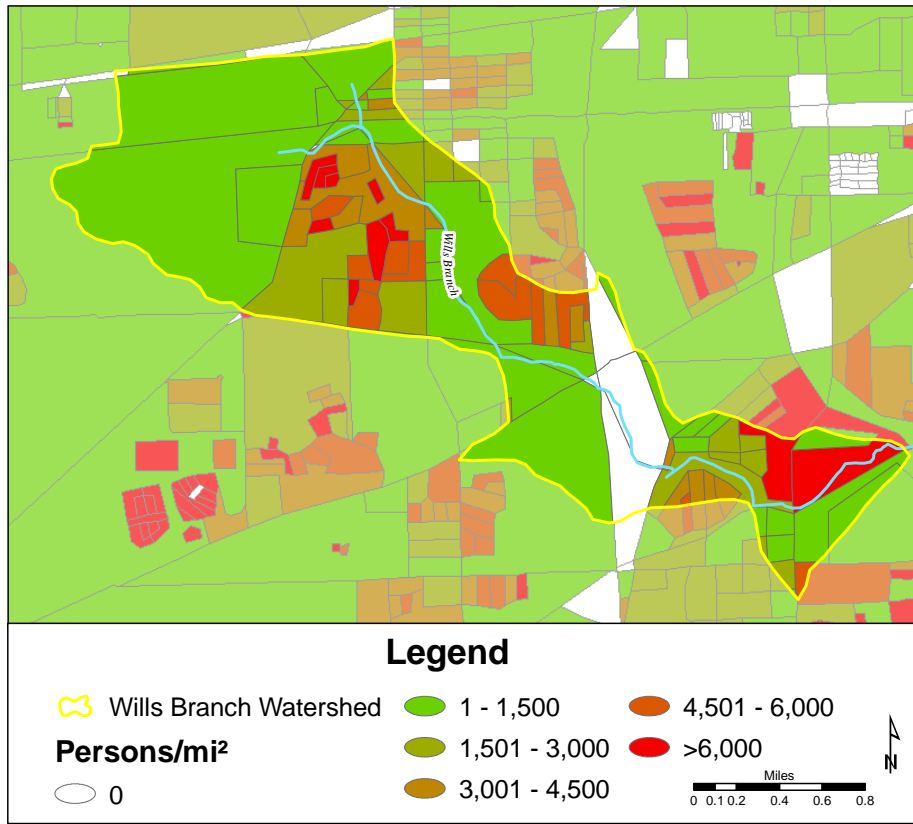 Wills Branch
Legend
Wills Branch Watershed
Persons/mi²
0
1 - 1,500
1,501 - 3,000
3,001 - 4,500
4,501 - 6,000
>6,000
N
Miles
0 0.1 0.2 0.4 0.6 0.8